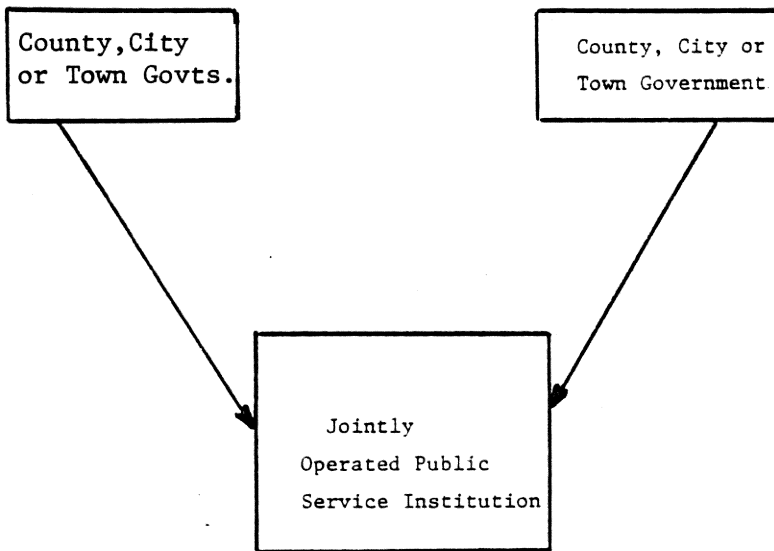 County,City
or Town Govts.
County, City or
Town Government
Jointly
Operated Public
Service Institution